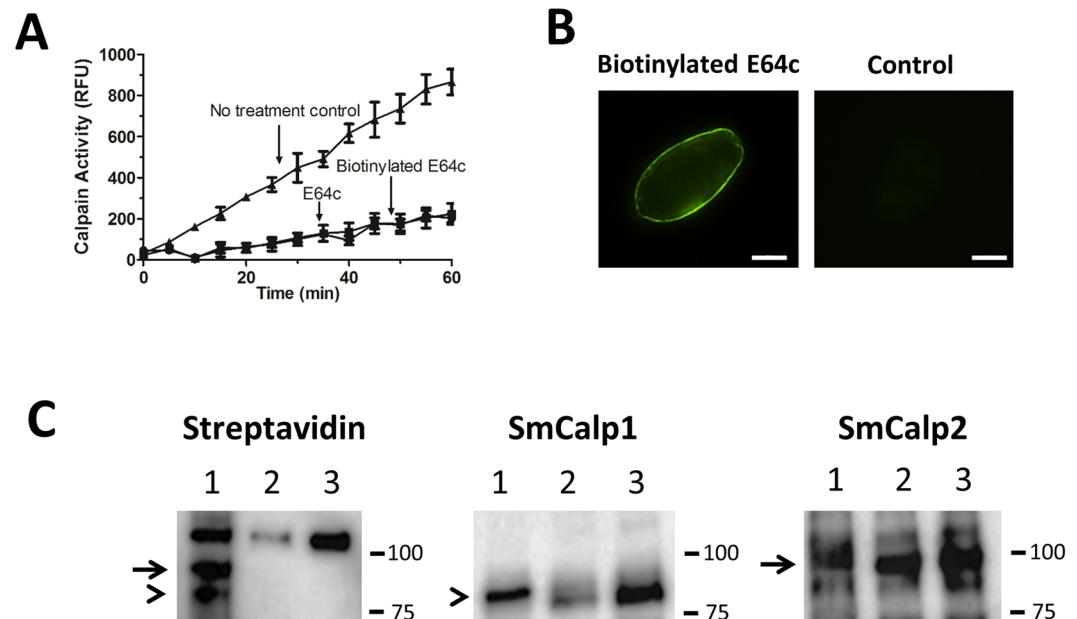 A
Calpain Activity (RFU)
1000
800
600
400
200
0
No treatment control
Biotinylated E64c
E64c
0
20
40
60
Time (min)
B
Biotinylated E64c
Control
C
Streptavidin
1 2 3
100
75
SmCalp1
1 2 3
100
75
SmCalp2
1 2 3
100
75